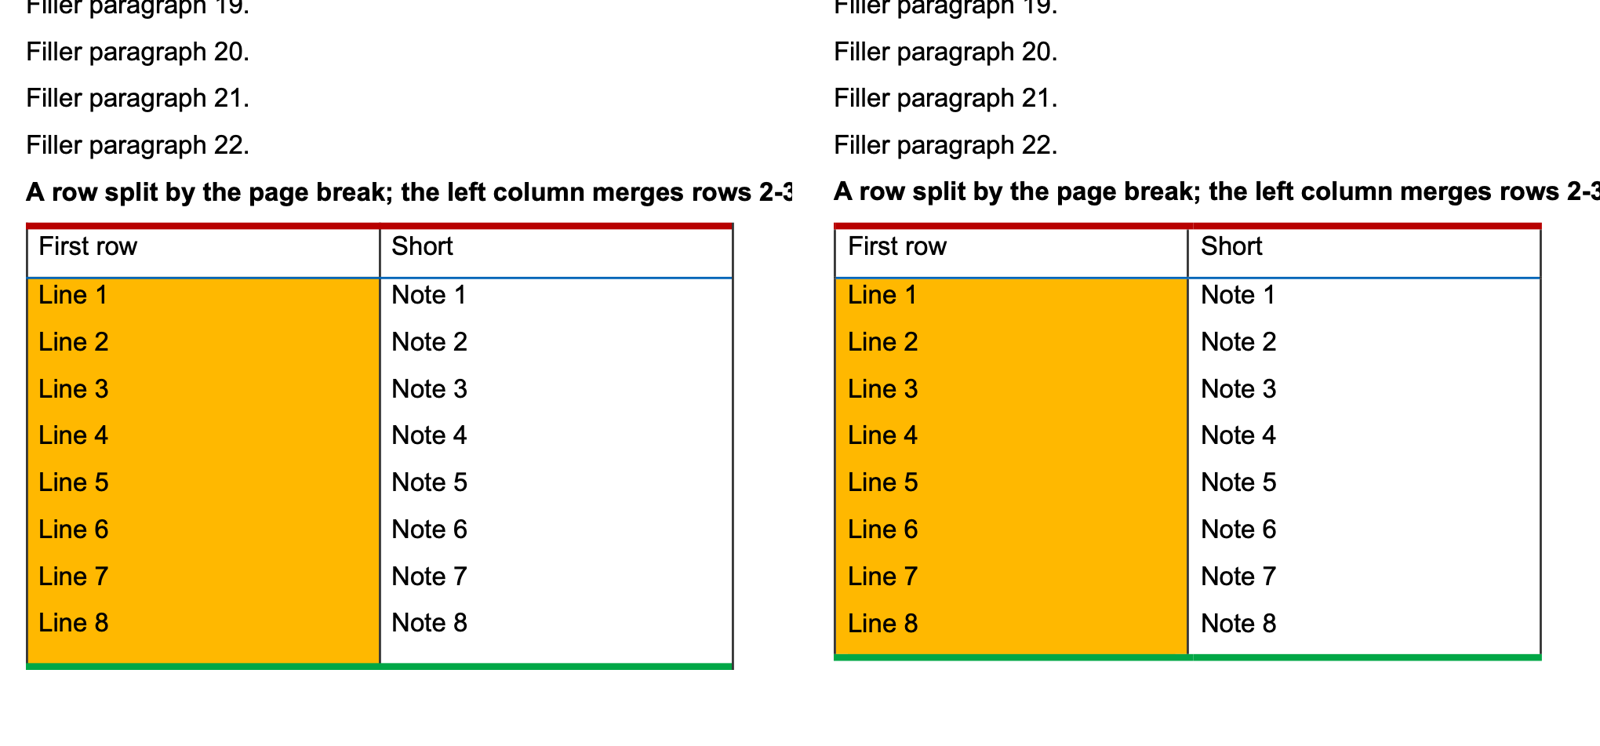 Filler paragraph 19.
Filler paragraph 20.
Filler paragraph 21.
Filler paragraph 22.
A row split by the page break; the left column merges rows 2-3
First row Short
Line 1 Note 1
Line 2 Note 2
Line 3 Note 3
Line 4 Note 4
Line 5 Note 5
Line 6 Note 6
Line 7 Note 7
Line 8 Note 8
Filler paragraph 19.
Filler paragraph 20.
Filler paragraph 21.
Filler paragraph 22.
A row split by the page break; the left column merges rows 2-3
First row Short
Line 1 Note 1
Line 2 Note 2
Line 3 Note 3
Line 4 Note 4
Line 5 Note 5
Line 6 Note 6
Line 7 Note 7
Line 8 Note 8